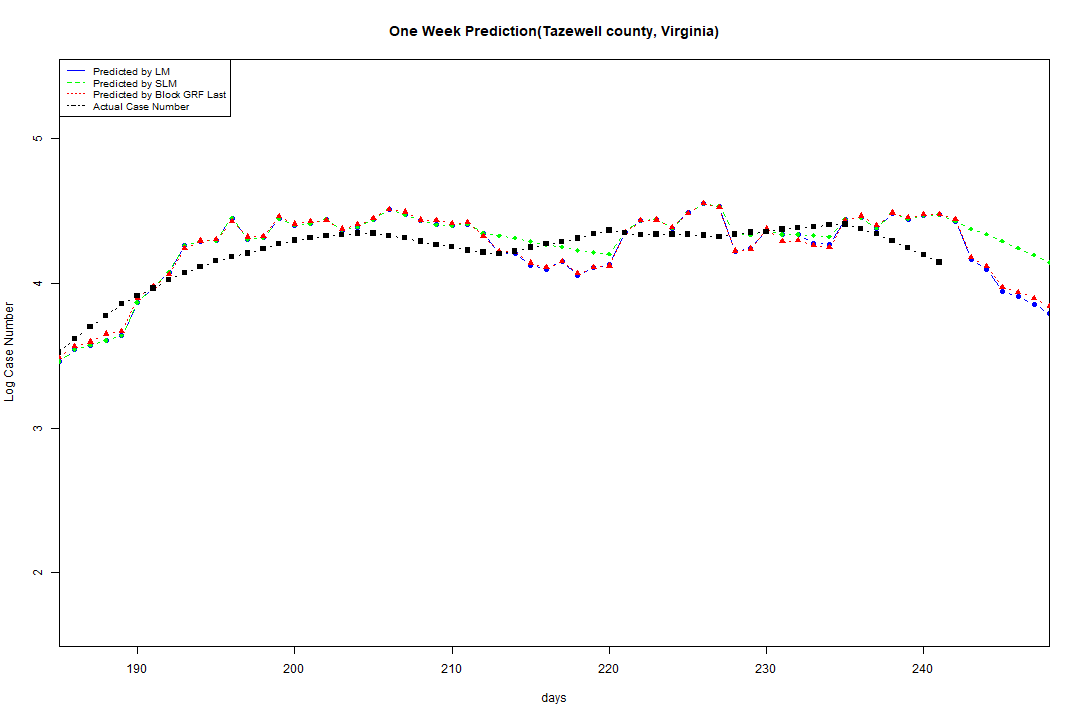 One Week Prediction(Tazewell county, Virginia)
Predicted by LM
Predicted by SLM
Predicted by Block GRF Last
Actual Case Number
5
4
3
2
Log Case Number
190 200 210 220 230 240
days